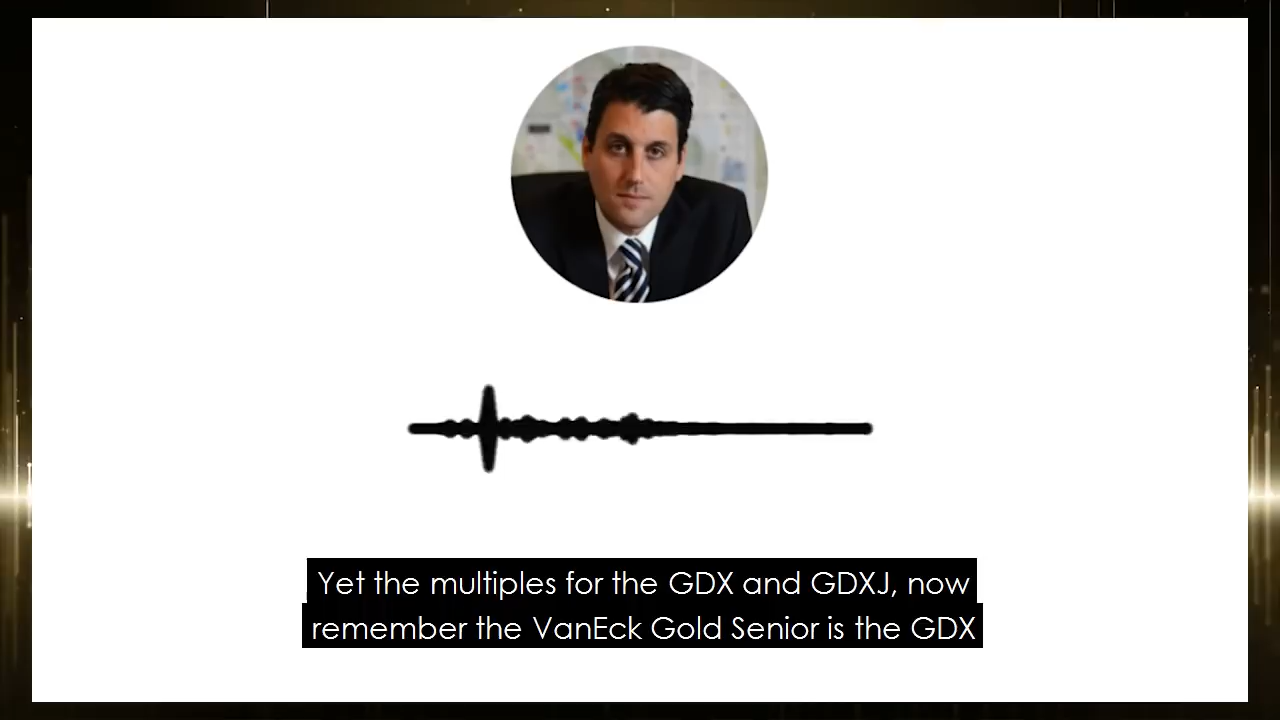 Yet the multiples for the GDX and GDXJ, now
remember the VanEck Gold Senior is the GDX